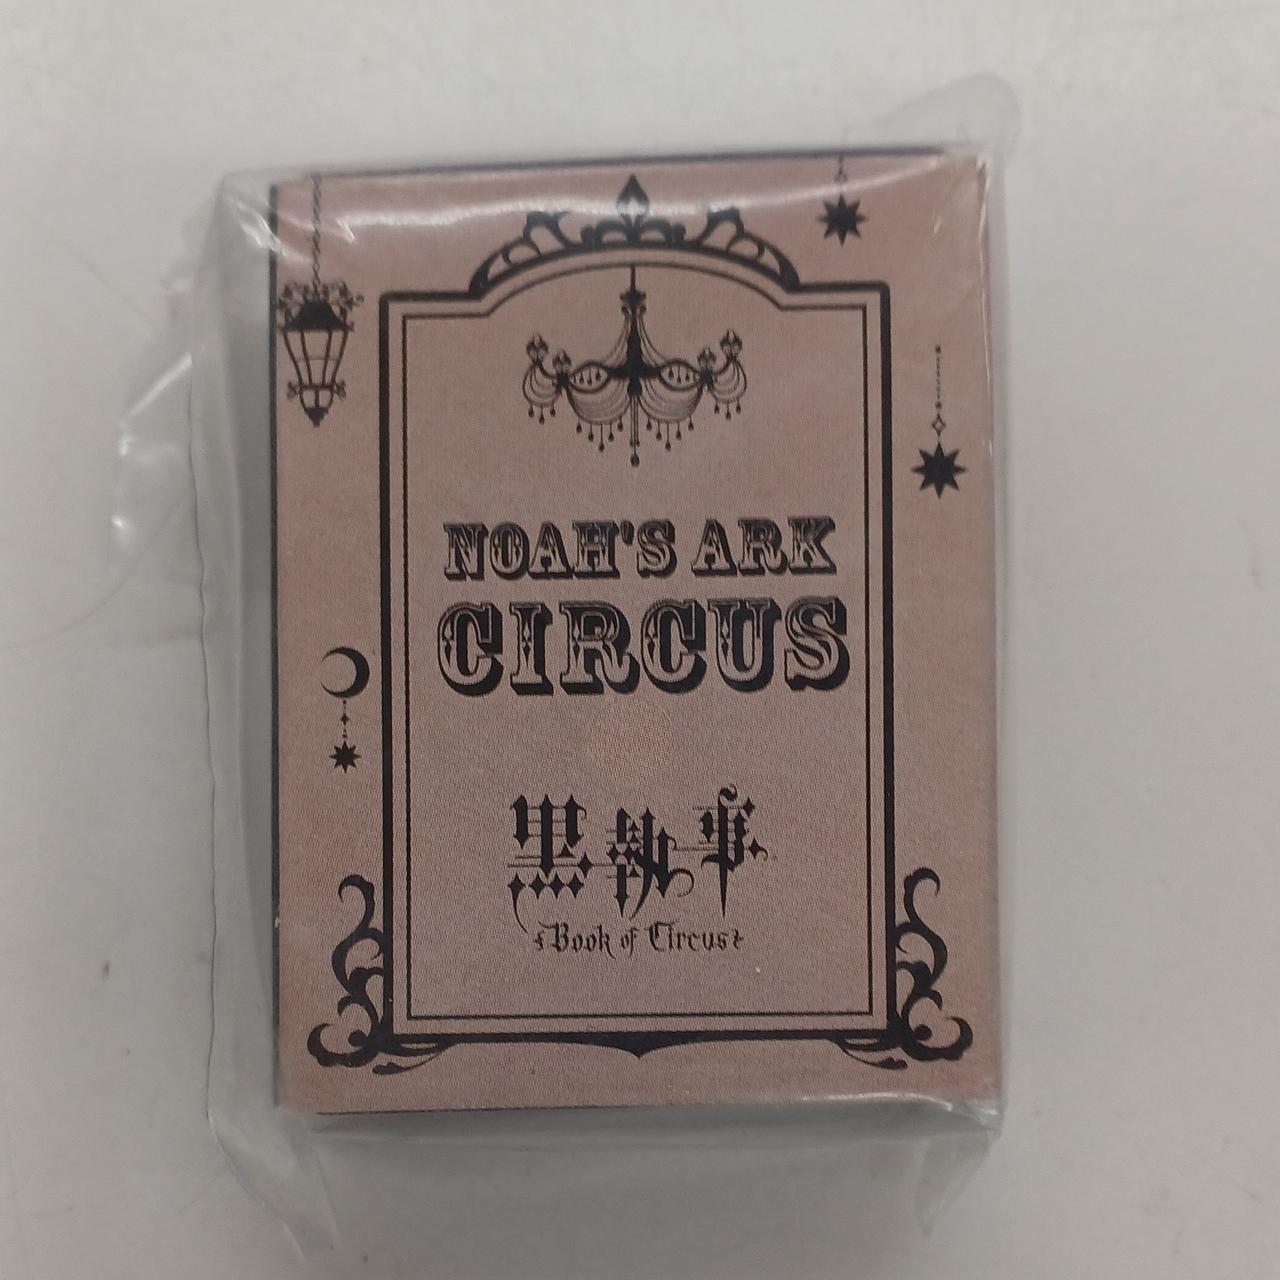 NOAH'S ARK
CIRCUS
黒執事
Book of Circus